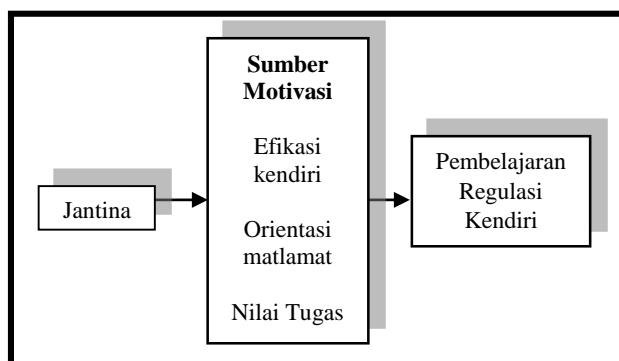 Jantina
Sumber
Motivasi
Efikasi
kendiri
Orientasi
matlamat
Nilai Tugas
Pembelajaran
Regulasi
Kendiri